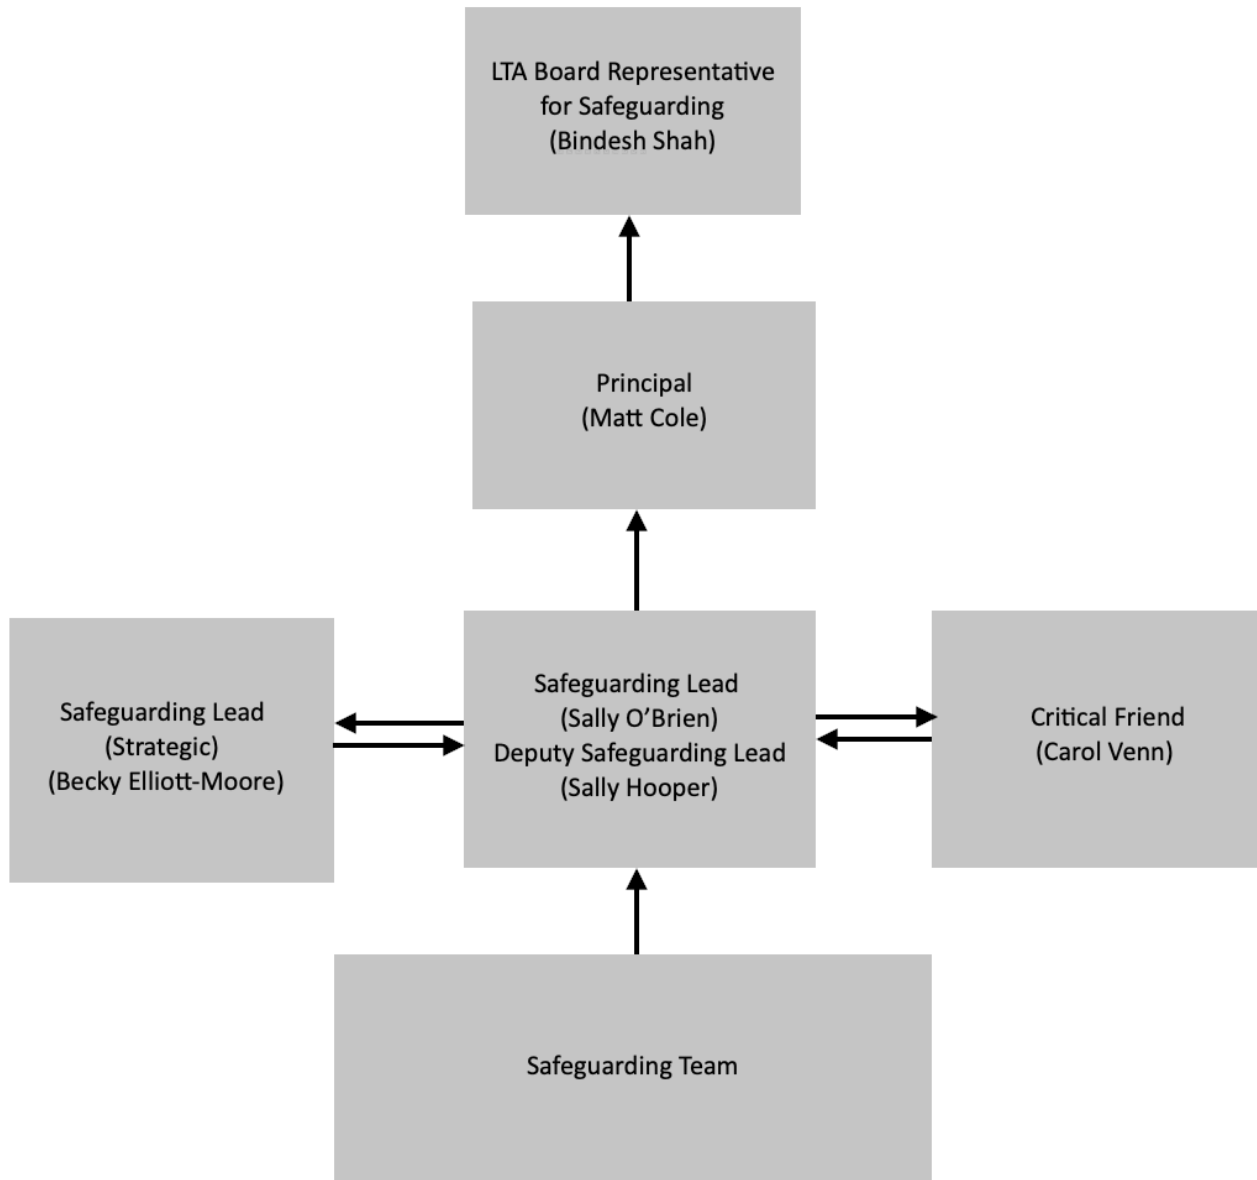 LTA Board Representative
for Safeguarding
(Bindesh Shah)
Principal
(Matt Cole)
Safeguarding Lead
(Strategic)
(Becky Elliott-Moore)
Safeguarding Lead
(Sally O’Brien)
Deputy Safeguarding Lead
(Sally Hooper)
Critical Friend
(Carol Venn)
Safeguarding Team